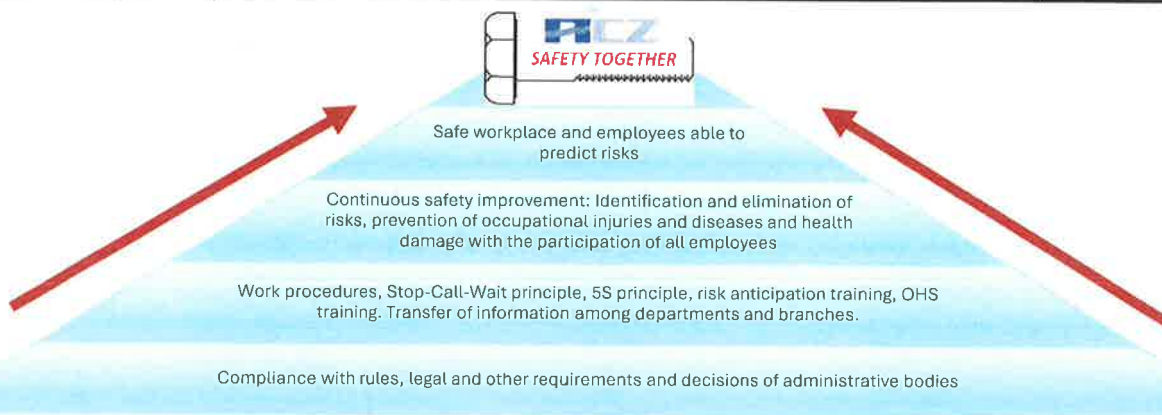 ACZ
SAFETY TOGETHER
Safe workplace and employees able to
predict risks
Continuous safety improvement: Identification and elimination of
risks, prevention of occupational injuries and diseases and health
damage with the participation of all employees
Work procedures, Stop-Call-Wait principle, 5S principle, risk anticipation training, OHS
training. Transfer of information among departments and branches.
Compliance with rules, legal and other requirements and decisions of administrative bodies